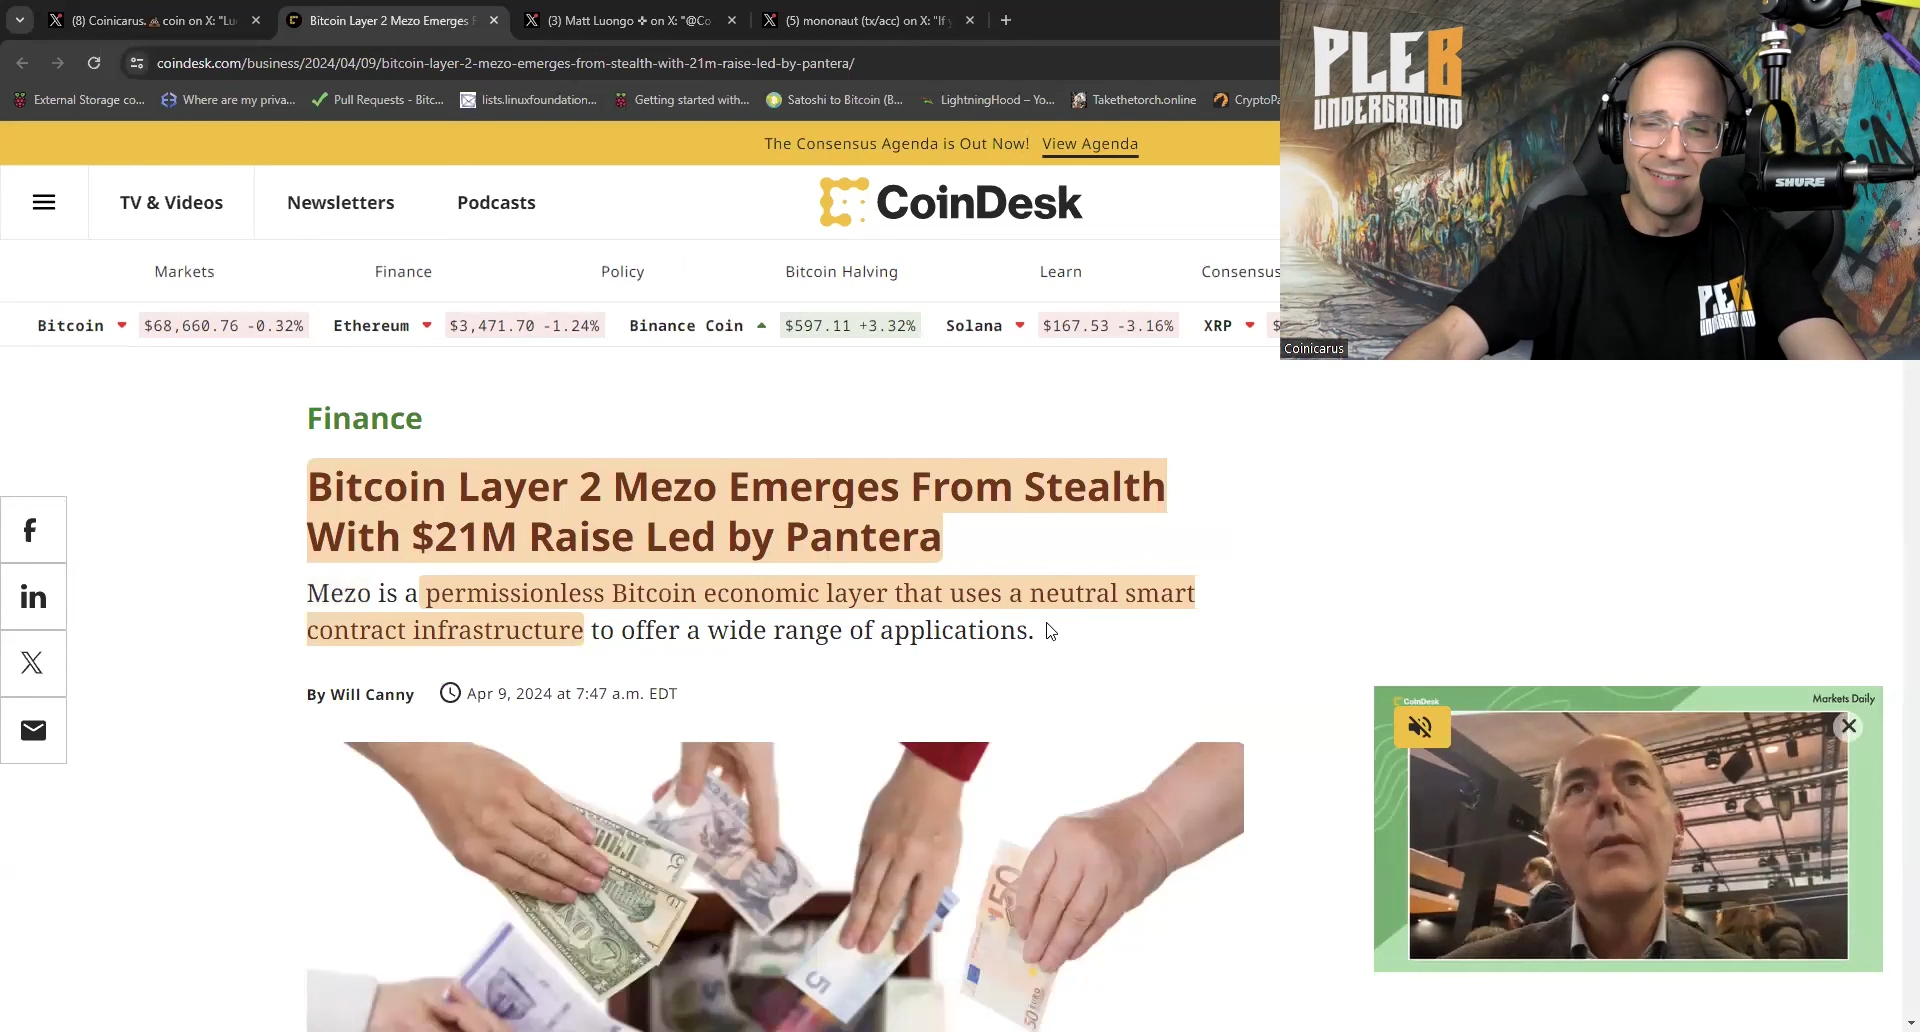 (8) Coinicarus. coin on X: "Lu
Bitcoin Layer 2 Mezo Emerges F
(3) Matt Luongo ✜ on X: "@Co
(5) mononaut (tx/acc) on X: "If y
coindesk.com/business/2024/04/09/bitcoin-layer-2-mezo-emerges-from-stealth-with-21m-raise-led-by-pantera/
External Storage co... Where are my priva... Pull Requests - Bitc... lists.linuxfoundation... Getting started with... Satoshi to Bitcoin (B... LightningHood – Yo... Takethetorch.online CryptoPa
The Consensus Agenda is Out Now! View Agenda
TV & Videos Newsletters Podcasts CoinDesk
Markets Finance Policy Bitcoin Halving Learn Consensus
Bitcoin $68,660.76 -0.32% Ethereum $3,471.70 -1.24% Binance Coin $597.11 +3.32% Solana $167.53 -3.16% XRP $
PLEB
UNDERGROUND
SHURE
PLEB
UNDERGROUND
Coinicarus
Finance
Bitcoin Layer 2 Mezo Emerges From Stealth
With $21M Raise Led by Pantera
Mezo is a permissionless Bitcoin economic layer that uses a neutral smart
contract infrastructure to offer a wide range of applications.
By Will Canny Apr 9, 2024 at 7:47 a.m. EDT
CoinDesk Markets Daily
5
50
50 EURO